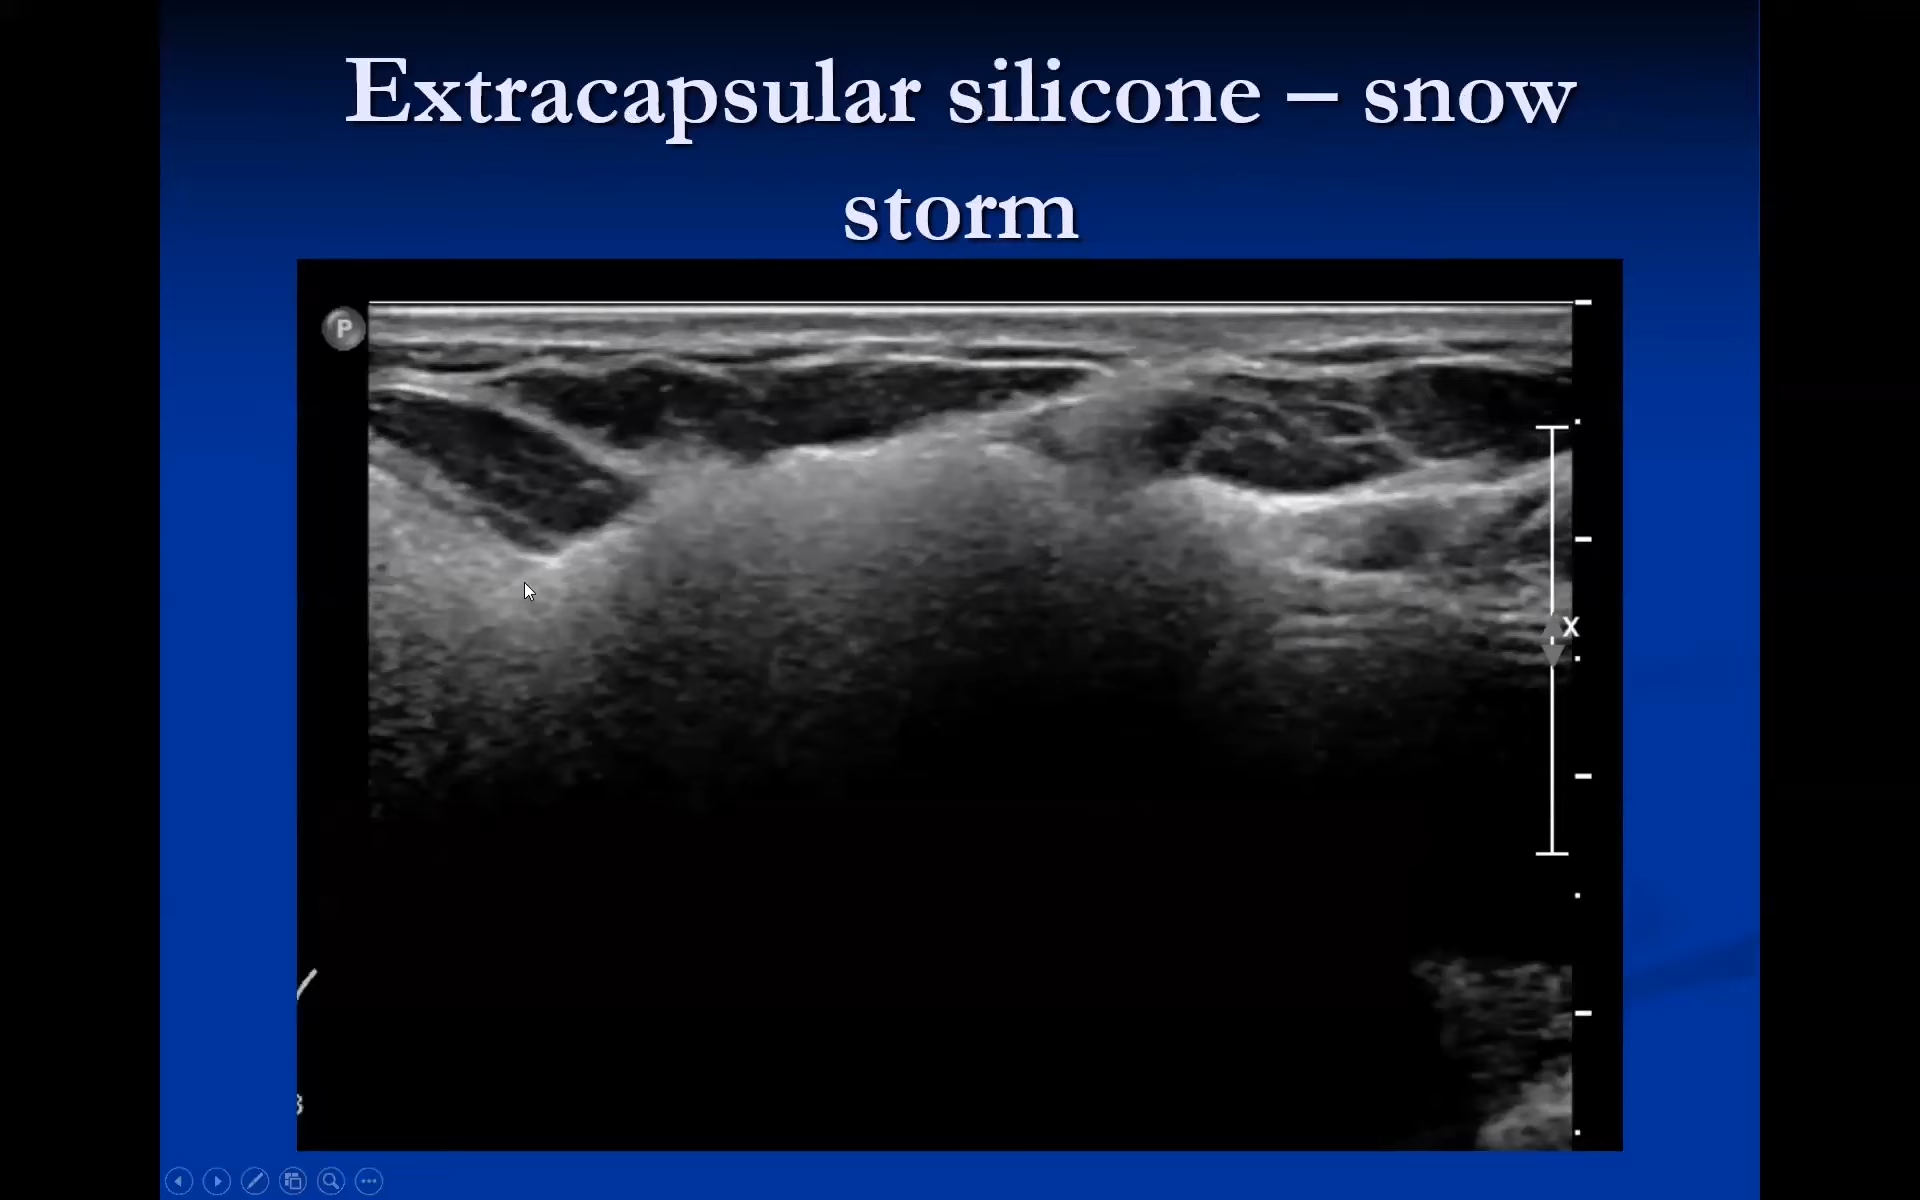 Extracapsular silicone – snow
storm
P
X